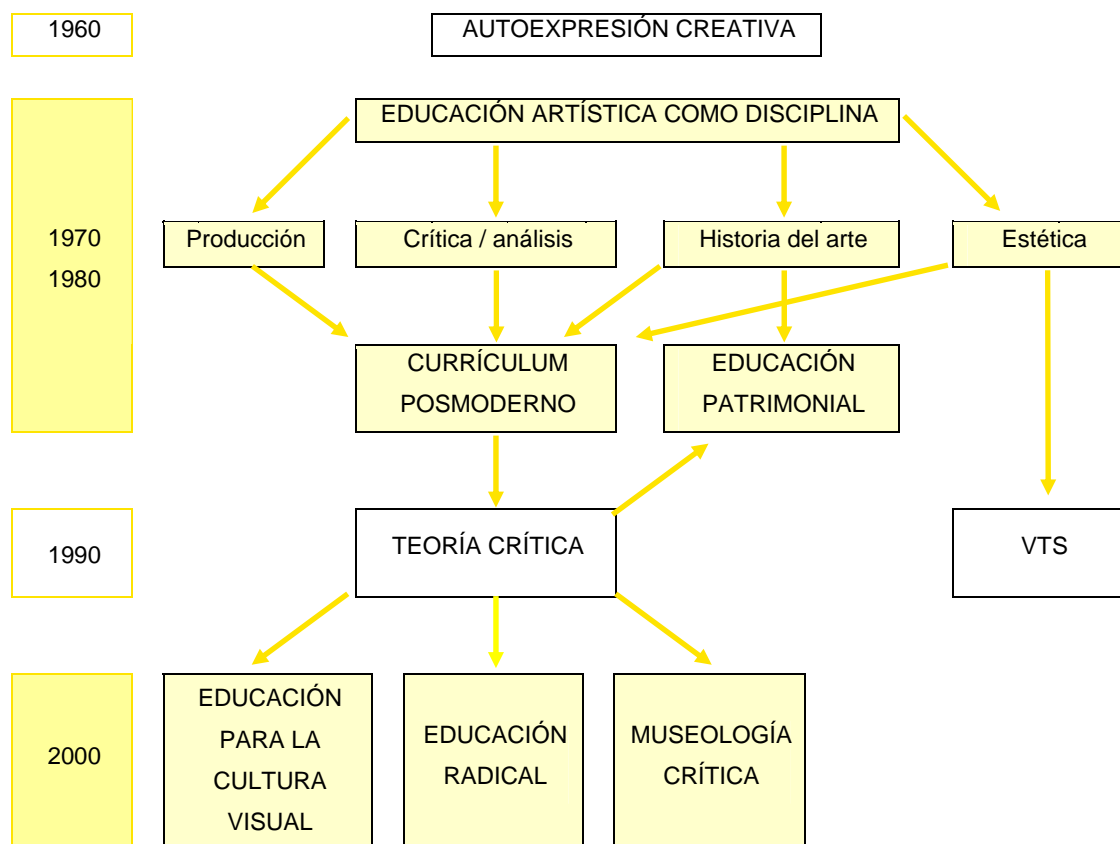 1960
AUTOEXPRESIÓN CREATIVA
EDUCACIÓN ARTÍSTICA COMO DISCIPLINA
1970
1980
Producción
Crítica / análisis
Historia del arte
Estética
CURRÍCULUM
POSMODERNO
EDUCACIÓN
PATRIMONIAL
1990
TEORÍA CRÍTICA
VTS
2000
EDUCACIÓN
PARA LA
CULTURA
VISUAL
EDUCACIÓN
RADICAL
MUSEOLOGÍA
CRÍTICA